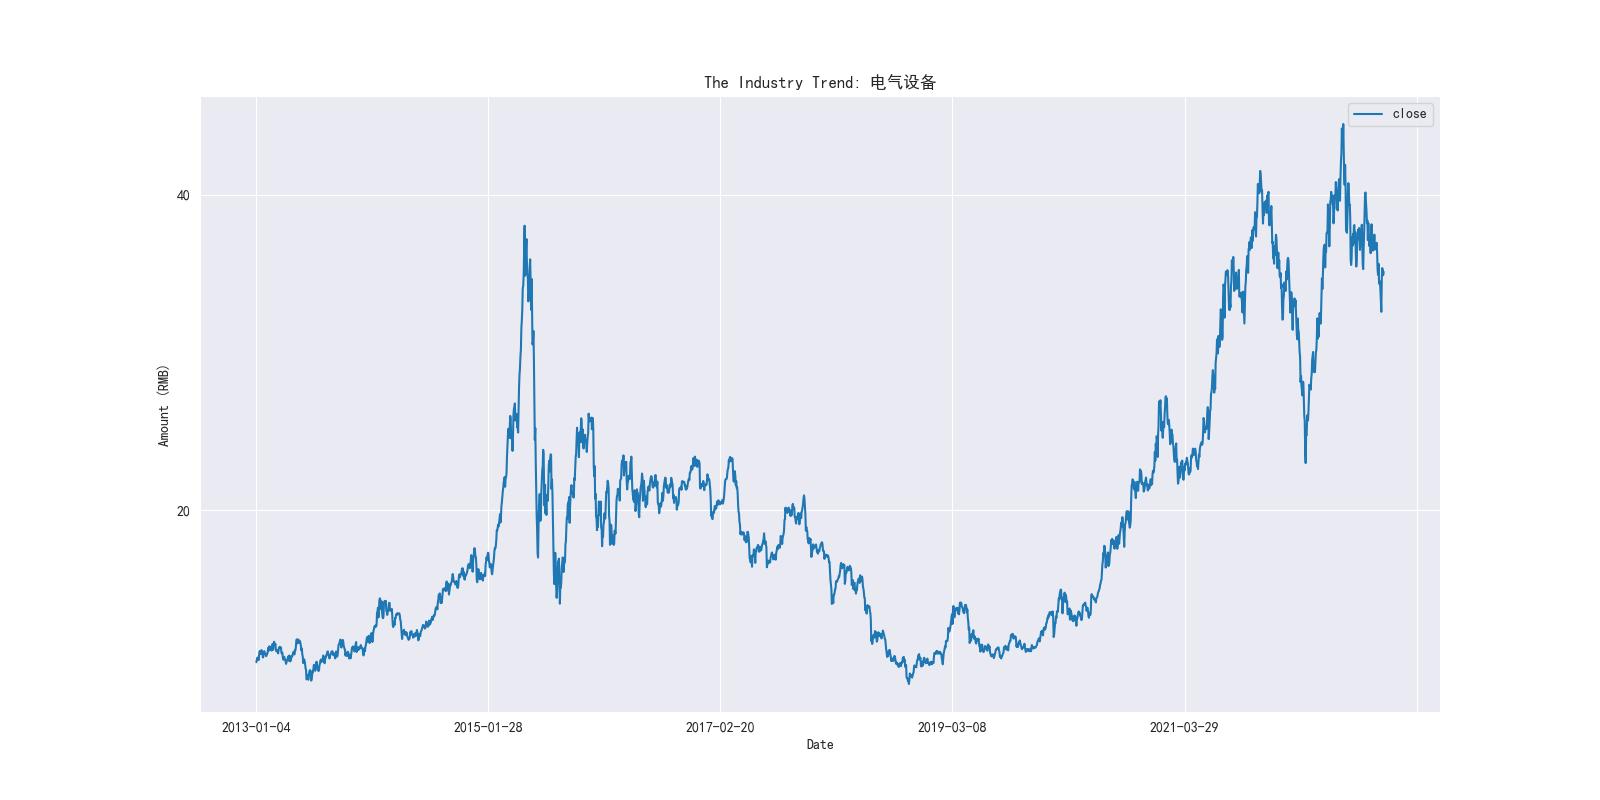 The Industry Trend: 电气设备
close
40
20
Amount (RMB)
2013-01-04
2015-01-28
2017-02-20
2019-03-08
2021-03-29
Date